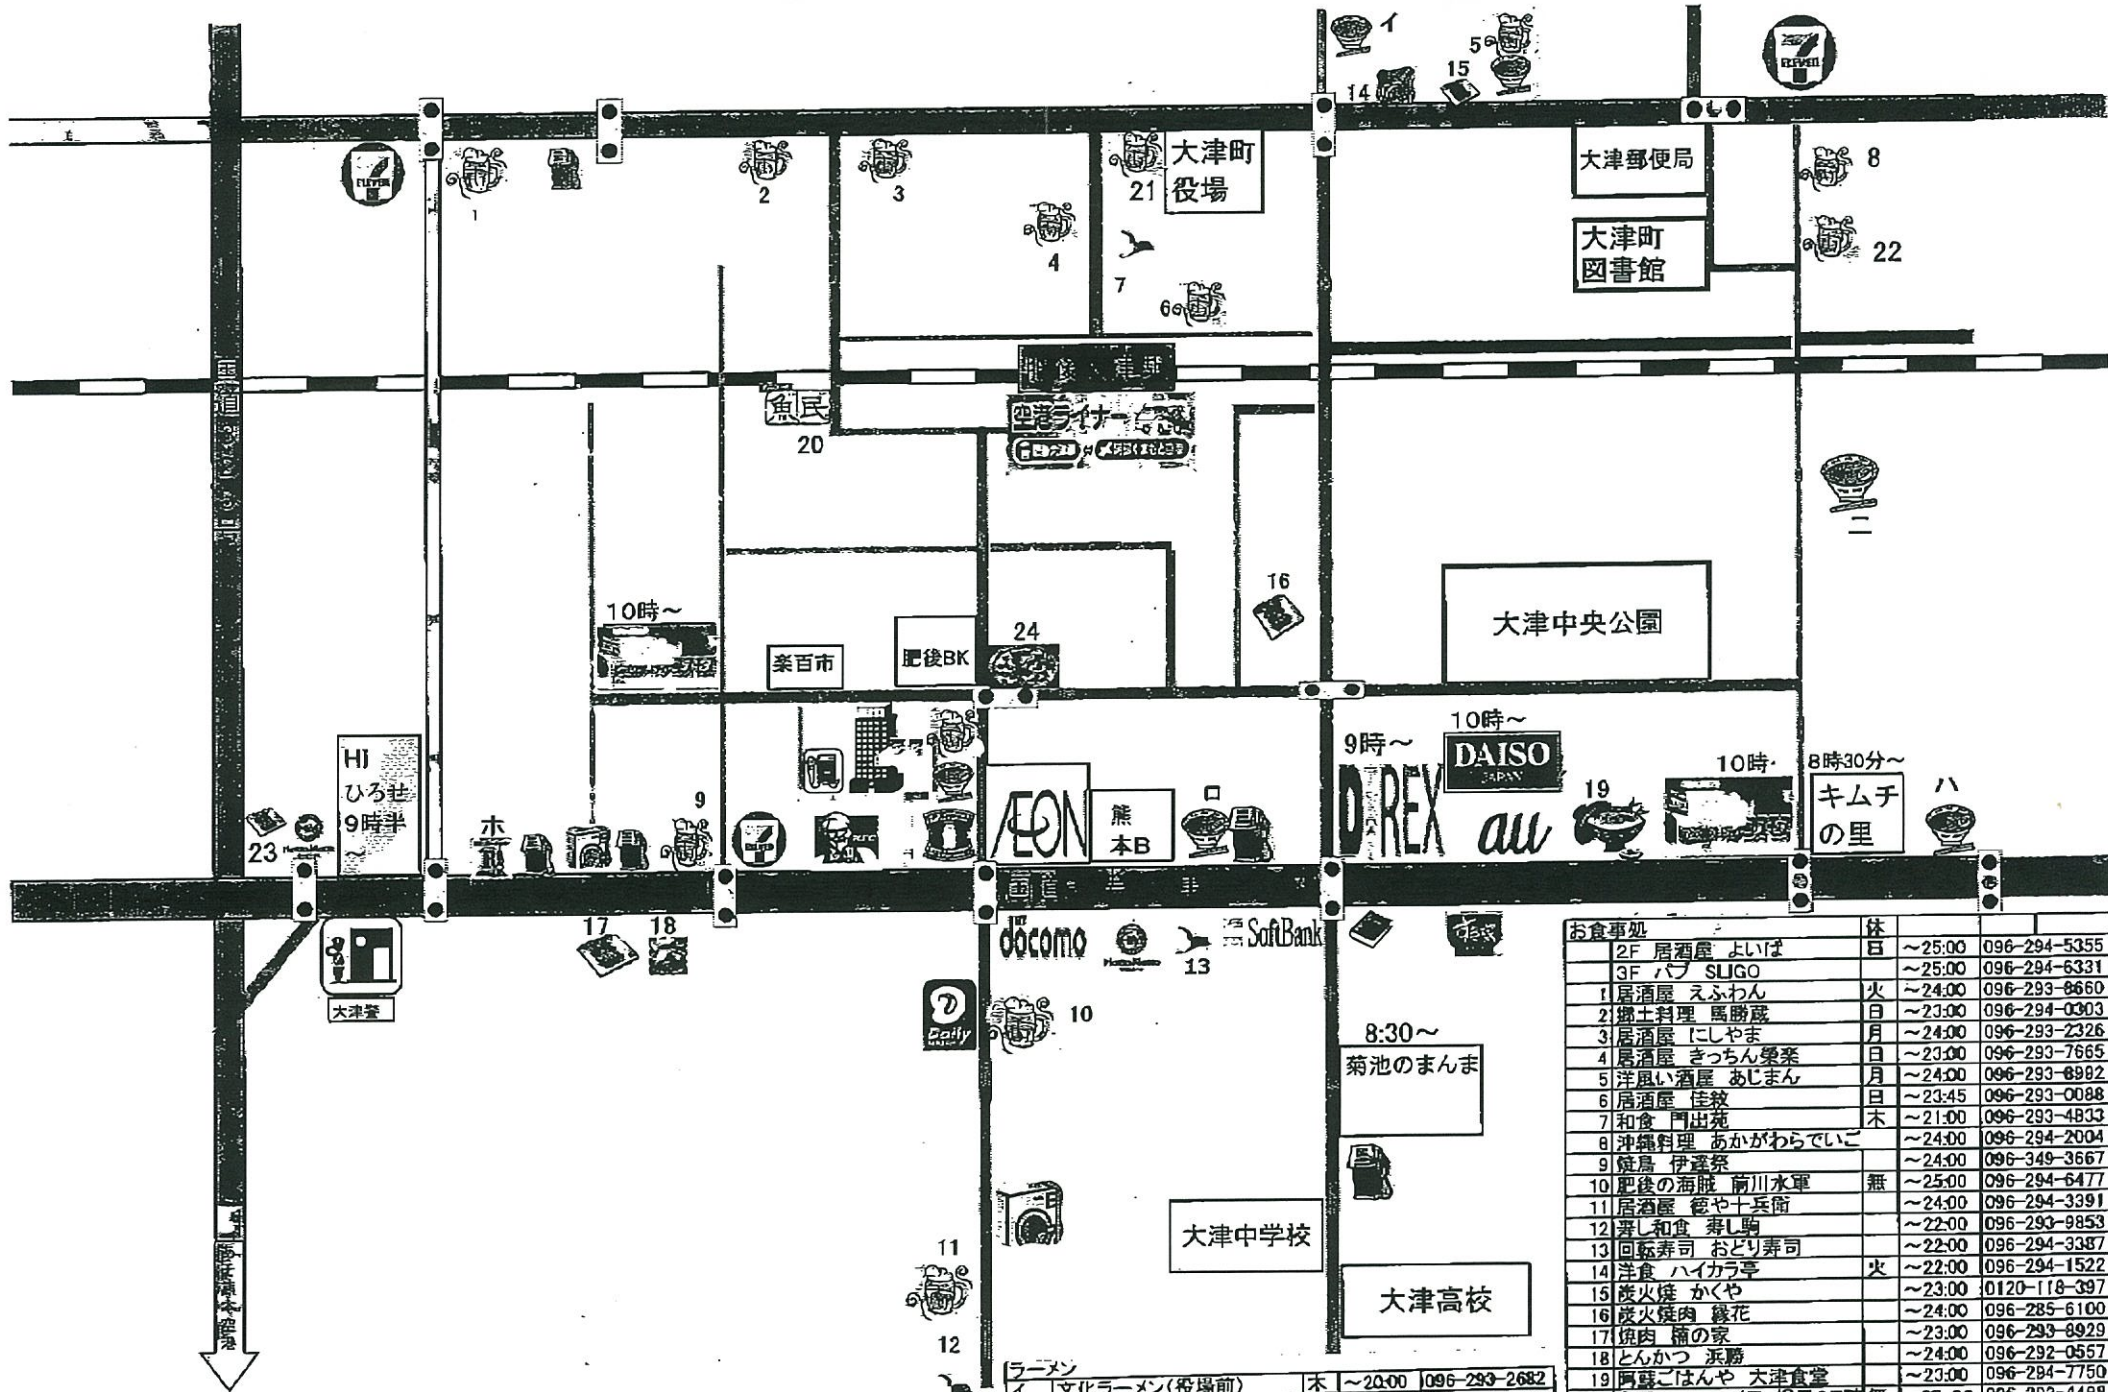 イ
5
14
15
ELEVEN
7
ELEVEN
1
2
3
21
大津町
役場
大津郵便局
8
4
7
6
大津町
図書館
22
魚民
20
空港ライナー
二
16
10時～
楽百市
肥後BK
24
大津中央公園
HI
ひろせ
9時半
～
23
ホ
9
ÆON
熊
本B
ロ
9時～
10時～
DAISO
JAPAN
D REX
au
19
10時
8時30分～
キムチ
の里
ハ
17
18
döcomo
13
SoftBank
大津警
Daily
10
8:30～
菊池のまんま
大津中学校
大津高校
11
12
お食事処 休
2F 居酒屋 よいば 日 ～25:00 096-294-5355
3F パブ SLIGO ～25:00 096-294-6331
1 居酒屋 えふわん 火 ～24:00 096-293-8660
2 郷土料理 馬勝蔵 日 ～23:00 096-294-0303
3 居酒屋 にしやま 月 ～24:00 096-293-2326
4 居酒屋 きっちん榮楽 日 ～23:00 096-293-7665
5 洋風い酒屋 あじまん 月 ～24:00 096-293-8992
6 居酒屋 佳紋 日 ～23:45 096-293-0088
7 和食 門出苑 木 ～21:00 096-293-4833
8 沖縄料理 あかがわらでいご ～24:00 096-294-2004
9 焼鳥 伊達祭 ～24:00 096-349-3667
10 肥後の海賊 前川水軍 無 ～25:00 096-294-6477
11 居酒屋 徳や十兵衛 ～24:00 096-294-3391
12 寿し和食 寿し駒 ～22:00 096-293-9853
13 回転寿司 おどり寿司 ～22:00 096-294-3387
14 洋食 ハイカラ亭 火 ～22:00 096-294-1522
15 炭火焼 かくや ～23:00 0120-118-397
16 炭火焼肉 縁花 ～24:00 096-285-6100
17 焼肉 楠の家 ～23:00 096-293-8929
18 とんかつ 浜勝 ～24:00 096-292-0557
19 阿蘇ごはんや 大津食堂 ～23:00 096-294-7750
ラーメン
イ 文化ラーメン(役場前) 木 ～20:00 096-293-2682